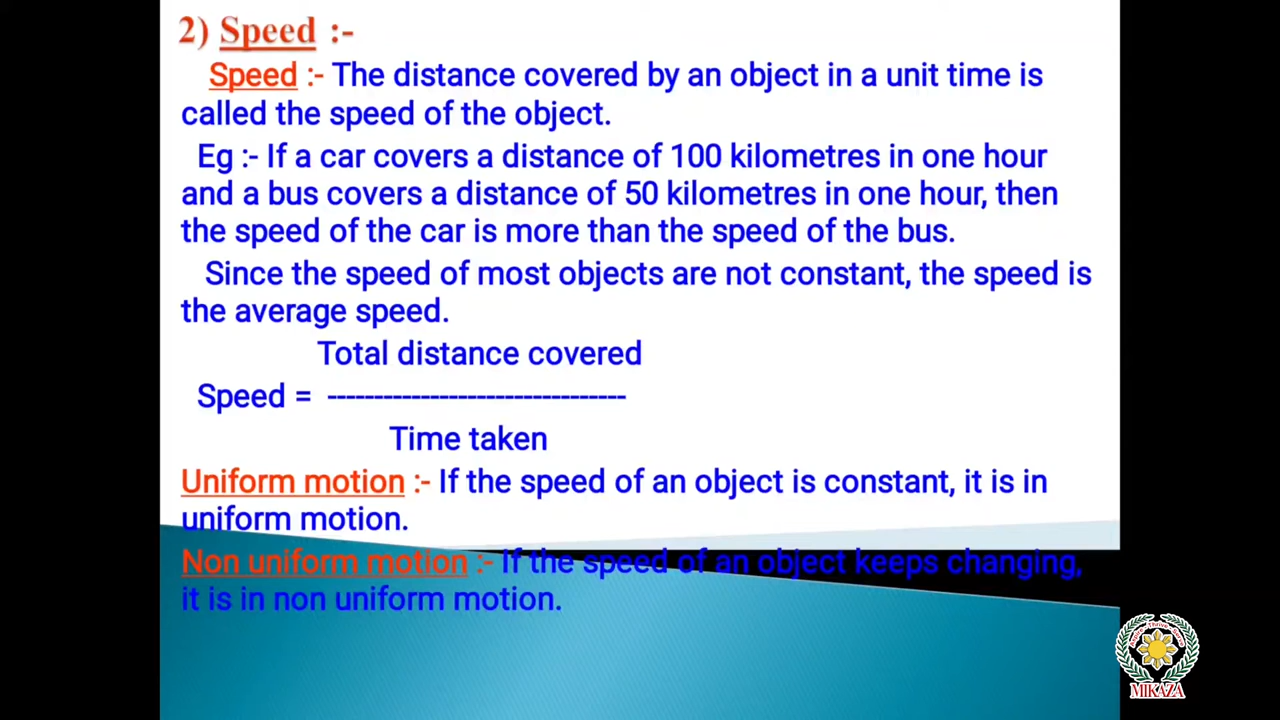 2) Speed :-
Speed :- The distance covered by an object in a unit time is
called the speed of the object.
Eg :- If a car covers a distance of 100 kilometres in one hour
and a bus covers a distance of 50 kilometres in one hour, then
the speed of the car is more than the speed of the bus.
Since the speed of most objects are not constant, the speed is
the average speed.
Total distance covered
Speed = --------------------------------
Time taken
Uniform motion :- If the speed of an object is constant, it is in
uniform motion.
Non uniform motion :- If the speed of an object keeps changing,
it is in non uniform motion.
MIKAZA